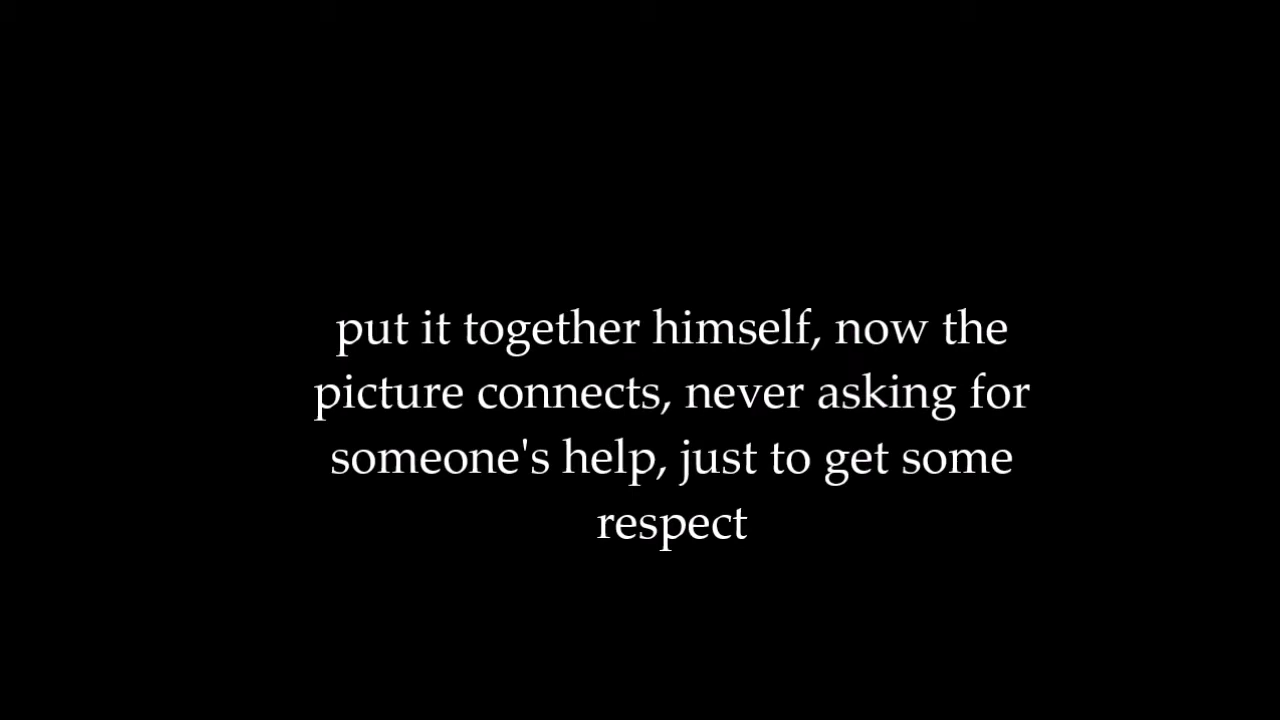 put it together himself, now the
picture connects, never asking for
someone's help, just to get some
respect